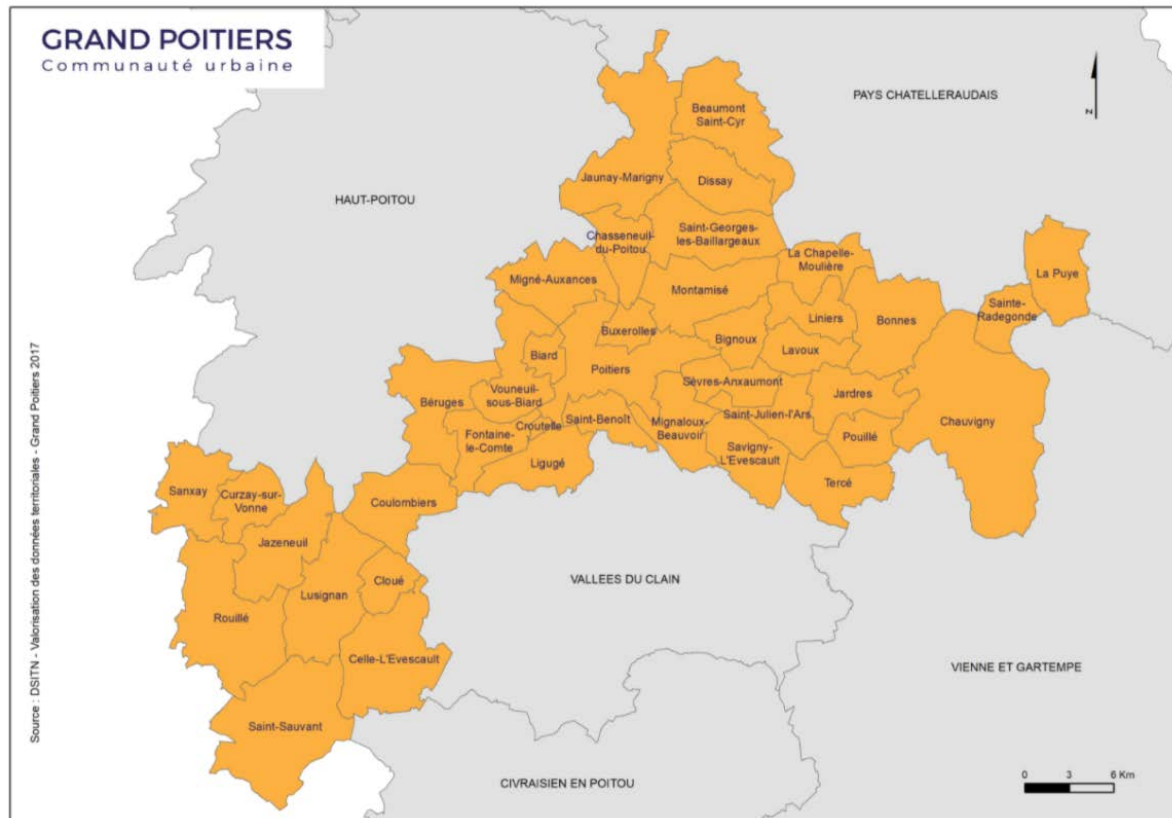 GRAND POITIERS
Communauté urbaine
PAYS CHATELLERAUDAIS
N
Beaumont
Saint-Cyr
Jaunay-Marigny
Dissay
HAUT-POITOU
Chasseneuil-
du-Poitou
Saint-Georges-
les-Baillargeaux
La Chapelle-
Moulière
La Puye
Migné-Auxances
Montamisé
Sainte-
Radegonde
Liniers
Bonnes
Buxerolles
Bignoux
Lavoux
Biard
Poitiers
Sèvres-Anxaumont
Vouneuil-
sous-Biard
Béruges
Jardres
Saint-Benoît
Mignaloux-
Beauvoir
Saint-Julien-l'Ars
Chauvigny
Croutelle
Fontaine-
le-Comte
Pouillé
Savigny-
L'Evescault
Ligugé
Tercé
Sanxay
Curzay-sur-
Vonne
Coulombiers
Jazeneuil
VALLEES DU CLAIN
Cloué
Lusignan
Rouillé
Celle-L'Evescault
VIENNE ET GARTEMPE
Saint-Sauvant
CIVRAISIEN EN POITOU
0 3 6 Km
Source : DSITN - Valorisation des données territoriales - Grand Poitiers 2017